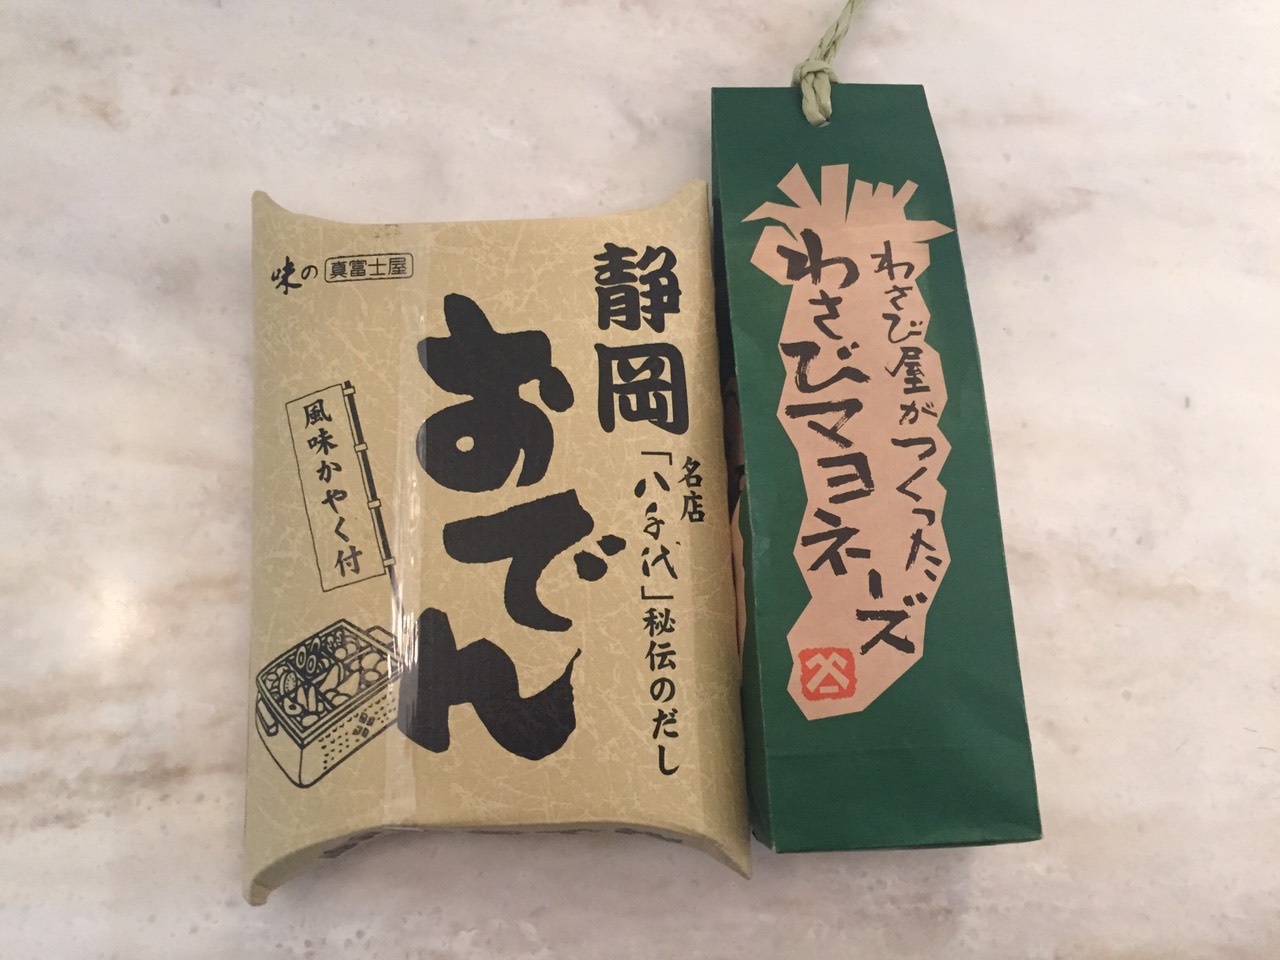 味の 真富士屋
静岡
おでん
名店
「八千代」秘伝のだし
風味かやく付
わさび屋がつくった
わさびマヨネーズ